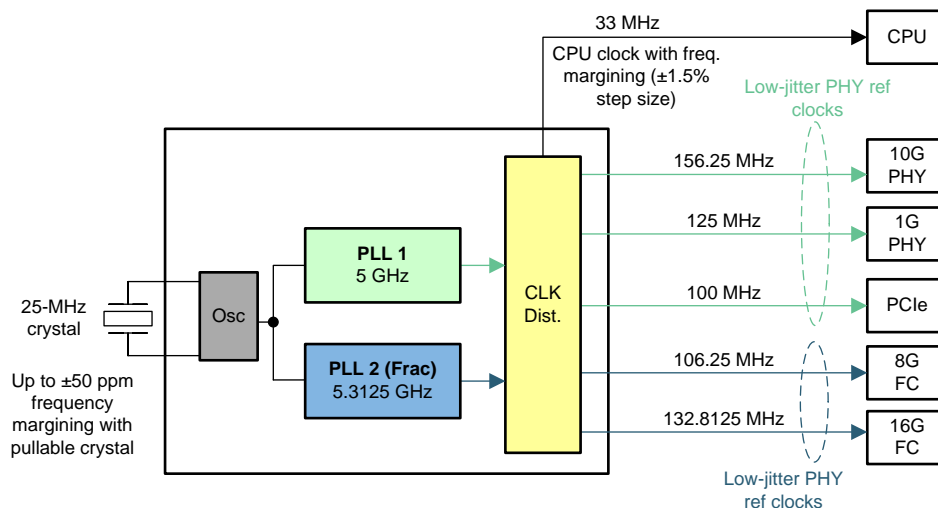 33 MHz
CPU
CPU clock with freq.
margining (±1.5%
step size)
Low-jitter PHY ref
clocks
156.25 MHz
10G
PHY
125 MHz
1G
PHY
PLL 1
5 GHz
25-MHz
crystal
Osc
CLK
Dist.
100 MHz
PCIe
PLL 2 (Frac)
5.3125 GHz
106.25 MHz
8G
FC
Up to ±50 ppm
frequency
margining with
pullable crystal
132.8125 MHz
16G
FC
Low-jitter PHY
ref clocks